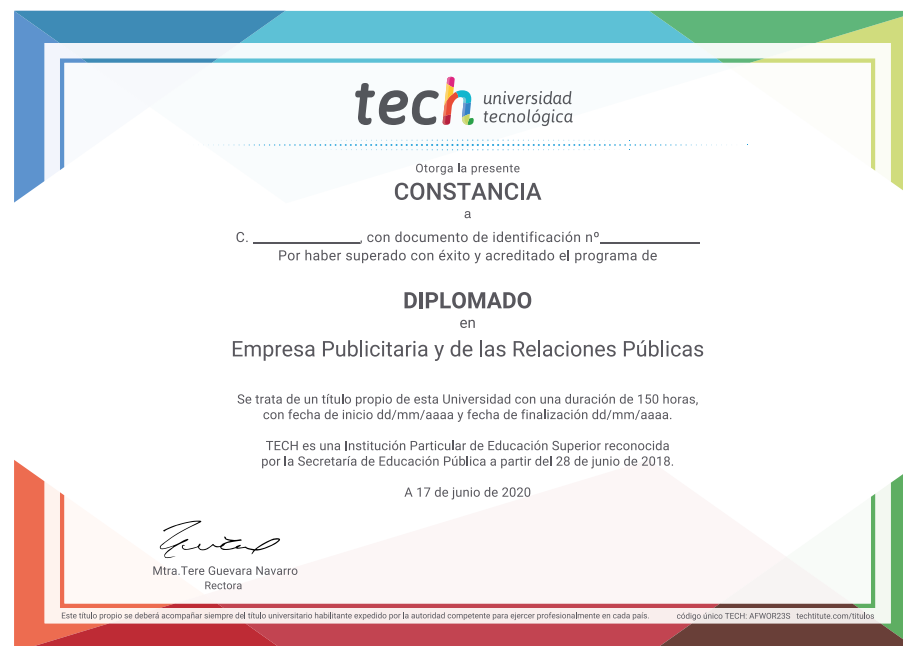 tech universidad
tecnológica
Otorga la presente
CONSTANCIA
a
C. ____________, con documento de identificación nº___________
Por haber superado con éxito y acreditado el programa de
DIPLOMADO
en
Empresa Publicitaria y de las Relaciones Públicas
Se trata de un título propio de esta Universidad con una duración de 150 horas,
con fecha de inicio dd/mm/aaaa y fecha de finalización dd/mm/aaaa.
TECH es una Institución Particular de Educación Superior reconocida
por la Secretaría de Educación Pública a partir del 28 de junio de 2018.
A 17 de junio de 2020
Mtra.Tere Guevara Navarro
Rectora
Este título propio se deberá acompañar siempre del título universitario habilitante expedido por la autoridad competente para ejercer profesionalmente en cada país. código único TECH: AFWOR23S techtitute.com/titulos